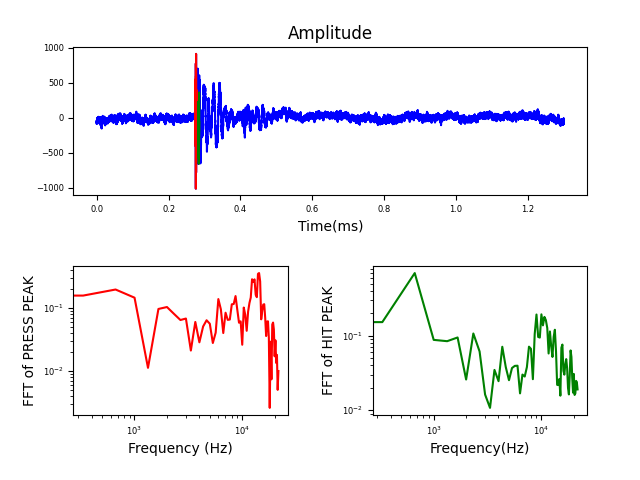 Amplitude
1000
500
0
−500
−1000
0.0 0.2 0.4 0.6 0.8 1.0 1.2
Time(ms)
FFT of PRESS PEAK
10⁻¹
10⁻²
10³ 10⁴
Frequency (Hz)
FFT of HIT PEAK
10⁻¹
10⁻²
10³ 10⁴
Frequency(Hz)